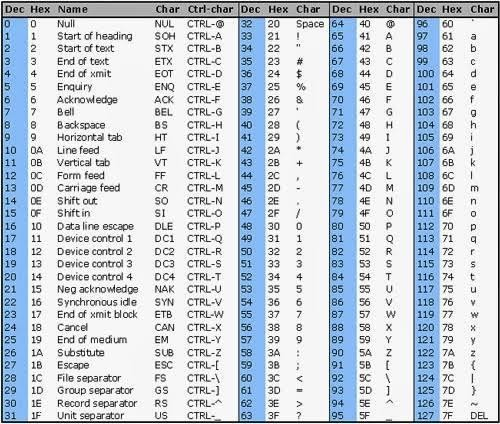 Dec Hex Name Char Ctrl-char Dec Hex Char Dec Hex Char Dec Hex Char
0 0 Null NUL CTRL-@ 32 20 Space 64 40 @ 96 60 `
1 1 Start of heading SOH CTRL-A 33 21 ! 65 41 A 97 61 a
2 2 Start of text STX CTRL-B 34 22 " 66 42 B 98 62 b
3 3 End of text ETX CTRL-C 35 23 # 67 43 C 99 63 c
4 4 End of xmit EOT CTRL-D 36 24 $ 68 44 D 100 64 d
5 5 Enquiry ENQ CTRL-E 37 25 % 69 45 E 101 65 e
6 6 Acknowledge ACK CTRL-F 38 26 & 70 46 F 102 66 f
7 7 Bell BEL CTRL-G 39 27 ' 71 47 G 103 67 g
8 8 Backspace BS CTRL-H 40 28 ( 72 48 H 104 68 h
9 9 Horizontal tab HT CTRL-I 41 29 ) 73 49 I 105 69 i
10 0A Line feed LF CTRL-J 42 2A * 74 4A J 106 6A j
11 0B Vertical tab VT CTRL-K 43 2B + 75 4B K 107 6B k
12 0C Form feed FF CTRL-L 44 2C , 76 4C L 108 6C l
13 0D Carriage feed CR CTRL-M 45 2D - 77 4D M 109 6D m
14 0E Shift out SO CTRL-N 46 2E . 78 4E N 110 6E n
15 0F Shift in SI CTRL-O 47 2F / 79 4F O 111 6F o
16 10 Data line escape DLE CTRL-P 48 30 0 80 50 P 112 70 p
17 11 Device control 1 DC1 CTRL-Q 49 31 1 81 51 Q 113 71 q
18 12 Device control 2 DC2 CTRL-R 50 32 2 82 52 R 114 72 r
19 13 Device control 3 DC3 CTRL-S 51 33 3 83 53 S 115 73 s
20 14 Device control 4 DC4 CTRL-T 52 34 4 84 54 T 116 74 t
21 15 Neg acknowledge NAK CTRL-U 53 35 5 85 55 U 117 75 u
22 16 Synchronous idle SYN CTRL-V 54 36 6 86 56 V 118 76 v
23 17 End of xmit block ETB CTRL-W 55 37 7 87 57 W 119 77 w
24 18 Cancel CAN CTRL-X 56 38 8 88 58 X 120 78 x
25 19 End of medium EM CTRL-Y 57 39 9 89 59 Y 121 79 y
26 1A Substitute SUB CTRL-Z 58 3A : 90 5A Z 122 7A z
27 1B Escape ESC CTRL-[ 59 3B ; 91 5B [ 123 7B {
28 1C File separator FS CTRL-\ 60 3C < 92 5C \ 124 7C |
29 1D Group separator GS CTRL-] 61 3D = 93 5D ] 125 7D }
30 1E Record separator RS CTRL-^ 62 3E > 94 5E ^ 126 7E ~
31 1F Unit separator US CTRL-_ 63 3F ? 95 5F _ 127 7F DEL